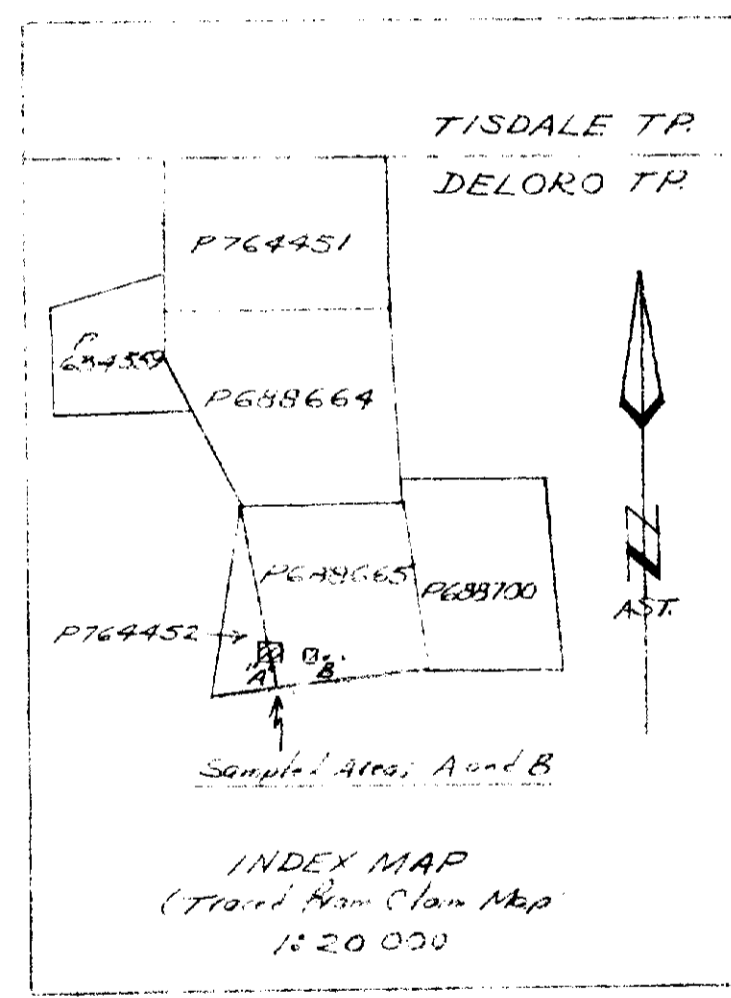 TISDALE TP.
DELORO TP.
P764451
P
P688664
P688665
P688700
P764452
N
AST.
"A"
"B"
Sampled Areas A and B
INDEX MAP
(Traced from Claim Map
1:20 000